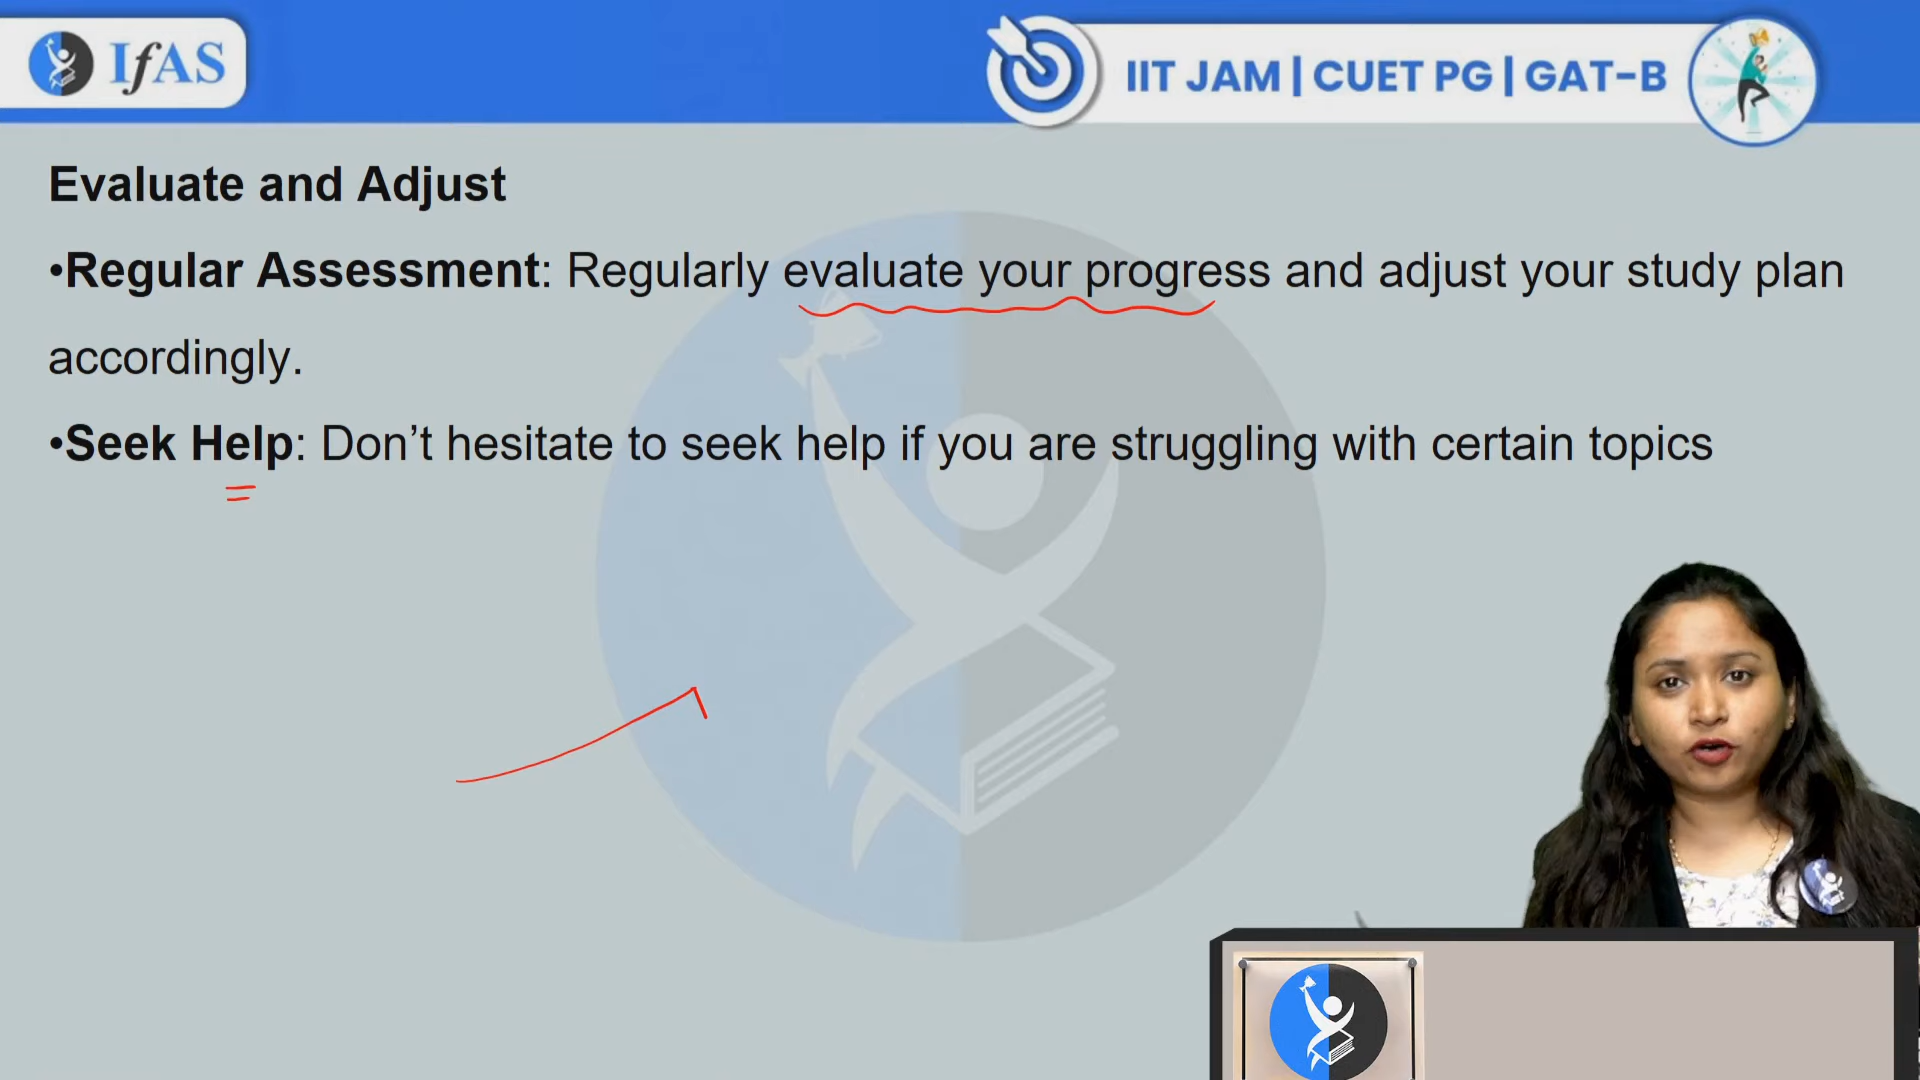 IfAS
IIT JAM | CUET PG | GAT-B
Evaluate and Adjust
•Regular Assessment: Regularly evaluate your progress and adjust your study plan
accordingly.
•Seek Help: Don’t hesitate to seek help if you are struggling with certain topics